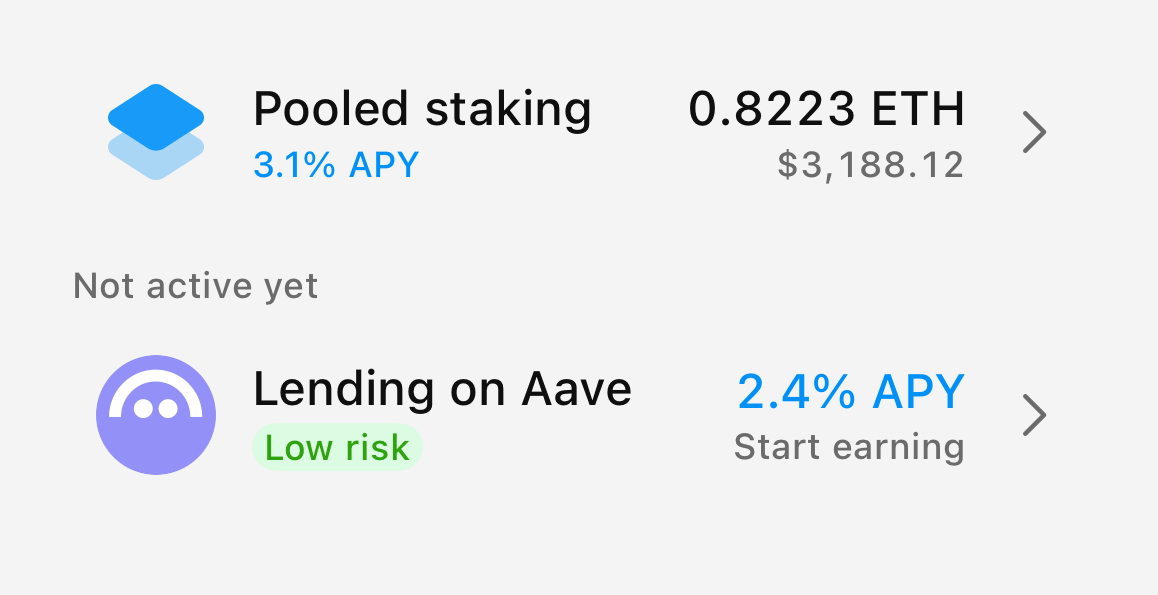 Pooled staking
0.8223 ETH
3.1% APY
$3,188.12
Not active yet
Lending on Aave
2.4% APY
Low risk
Start earning